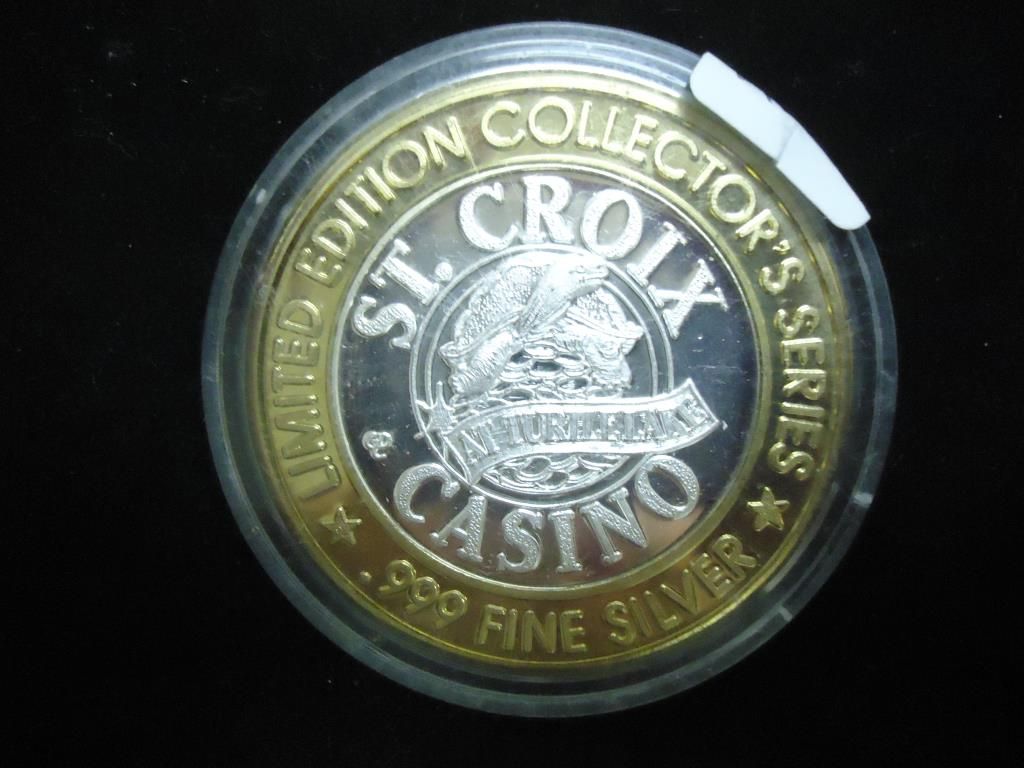 LIMITED EDITION COLLECTOR'S SERIES
ST. CROIX
AT TURTLE LAKE
CASINO
.999 FINE SILVER